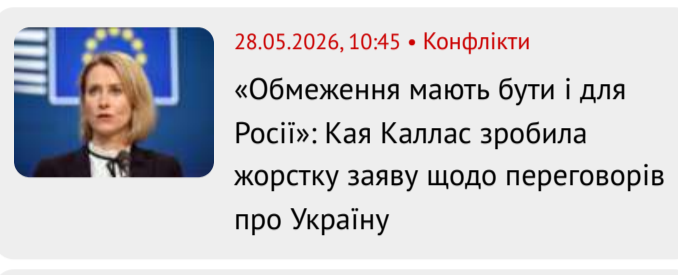 28.05.2026, 10:45 • Конфлікти
«Обмеження мають бути і для
Росії»: Кая Каллас зробила
жорстку заяву щодо переговорів
про Україну